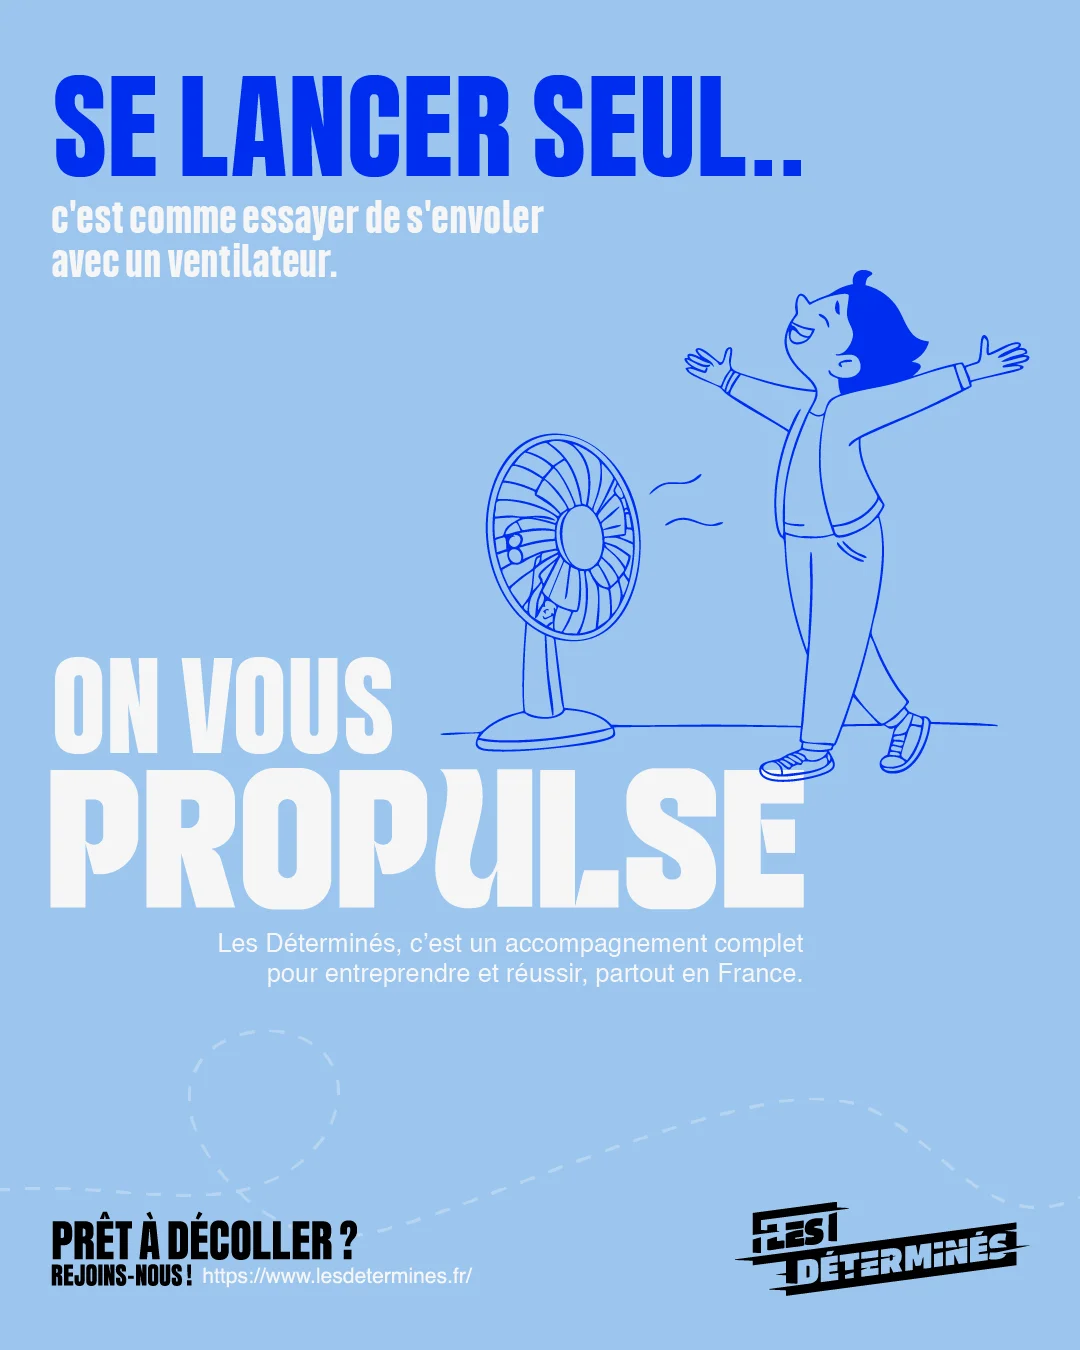 SE LANCER SEUL..
c'est comme essayer de s'envoler
avec un ventilateur.
ON VOUS
PROPULSE
Les Déterminés, c’est un accompagnement complet
pour entreprendre et réussir, partout en France.
PRÊT À DÉCOLLER ?
REJOINS-NOUS ! https://www.lesdetermines.fr/
LES
DÉTERMINÉS